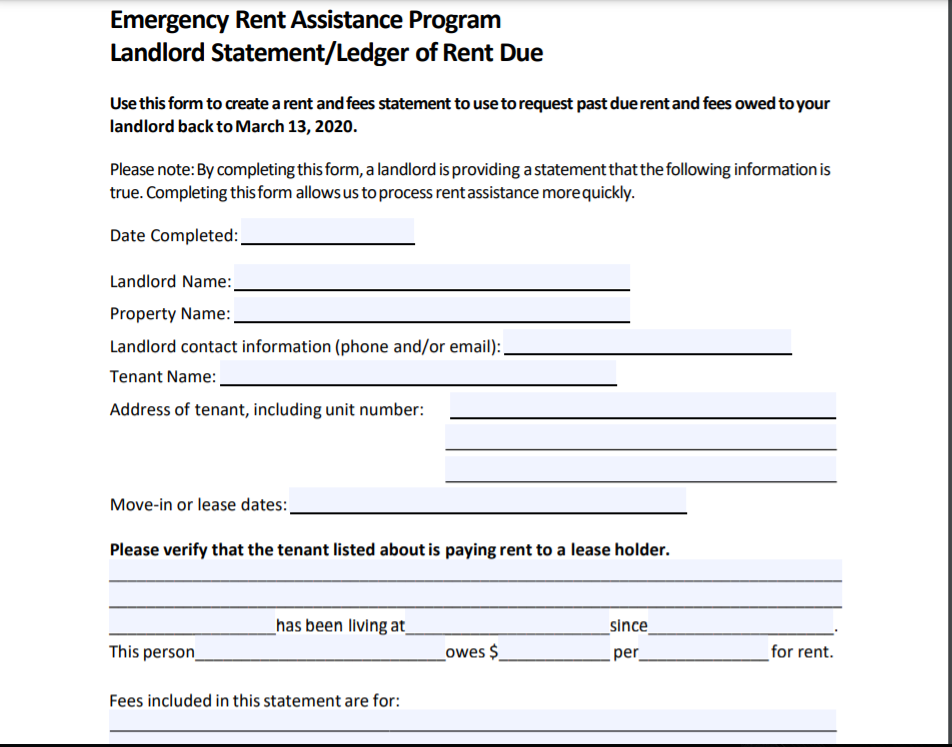 Emergency Rent Assistance Program
Landlord Statement/Ledger of Rent Due
Use this form to create a rent and fees statement to use to request past due rent and fees owed to your
landlord back to March 13, 2020.
Please note: By completing this form, a landlord is providing a statement that the following information is
true. Completing this form allows us to process rent assistance more quickly.
Date Completed:
Landlord Name:
Property Name:
Landlord contact information (phone and/or email):
Tenant Name:
Address of tenant, including unit number:
Move-in or lease dates:
Please verify that the tenant listed about is paying rent to a lease holder.
has been living at since .
This person owes $ per for rent.
Fees included in this statement are for: